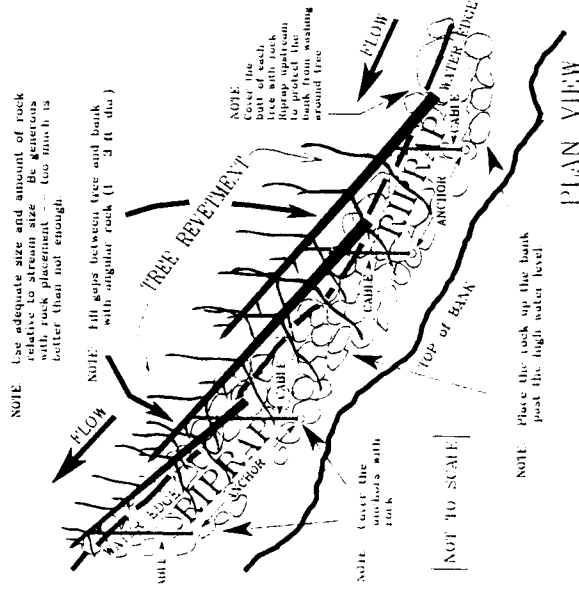 NOTE Use adequate size and amount of rock
relative to stream size Be generous
with rock placement -- too much is
better than not enough.
NOTE Fill gaps between tree and bank
with angular rock (1 - 3 ft dia)
TREE REVETMENT
NOTE
Cover the
butt of each
tree with rock
Riprap upstream
to protect the
bank from washing
around tree
FLOW
FLOW
WATER EDGE
RIPRAP
ABLE
ANCHOR
CABLE
CABLE
RIPRAP
ANCHOR
CABLE
WATER EDGE
TOP of BANK
NOTE Cover the
anchors with
rock
[NOT TO SCALE]
NOTE Place the rock up the bank
past the high water level.
PLAN VIEW